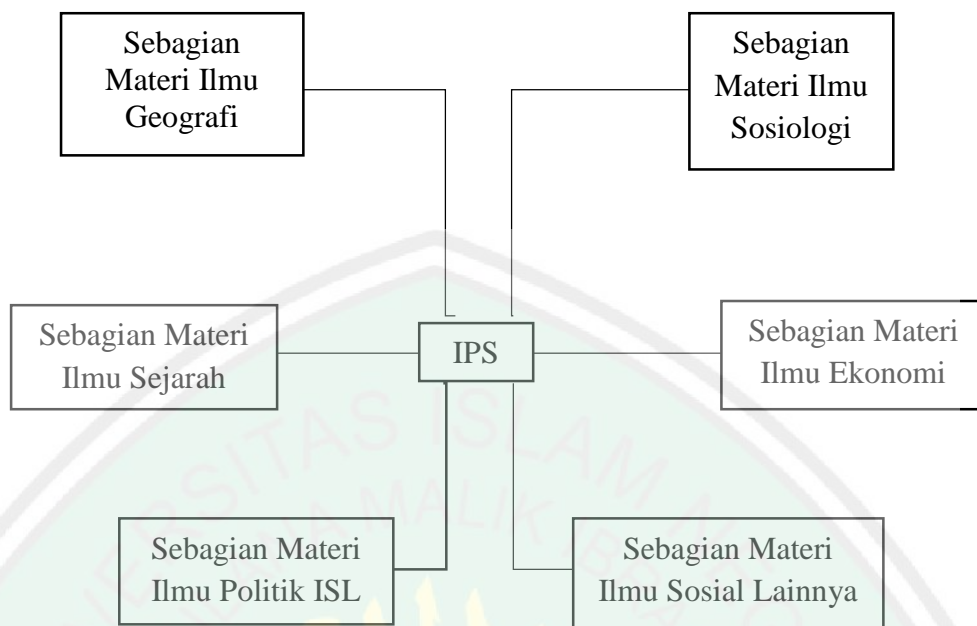 Sebagian
Materi Ilmu
Geografi
Sebagian
Materi Ilmu
Sosiologi
Sebagian Materi
Ilmu Sejarah
IPS
Sebagian Materi
Ilmu Ekonomi
Sebagian Materi
Ilmu Politik ISL
Sebagian Materi
Ilmu Sosial Lainnya